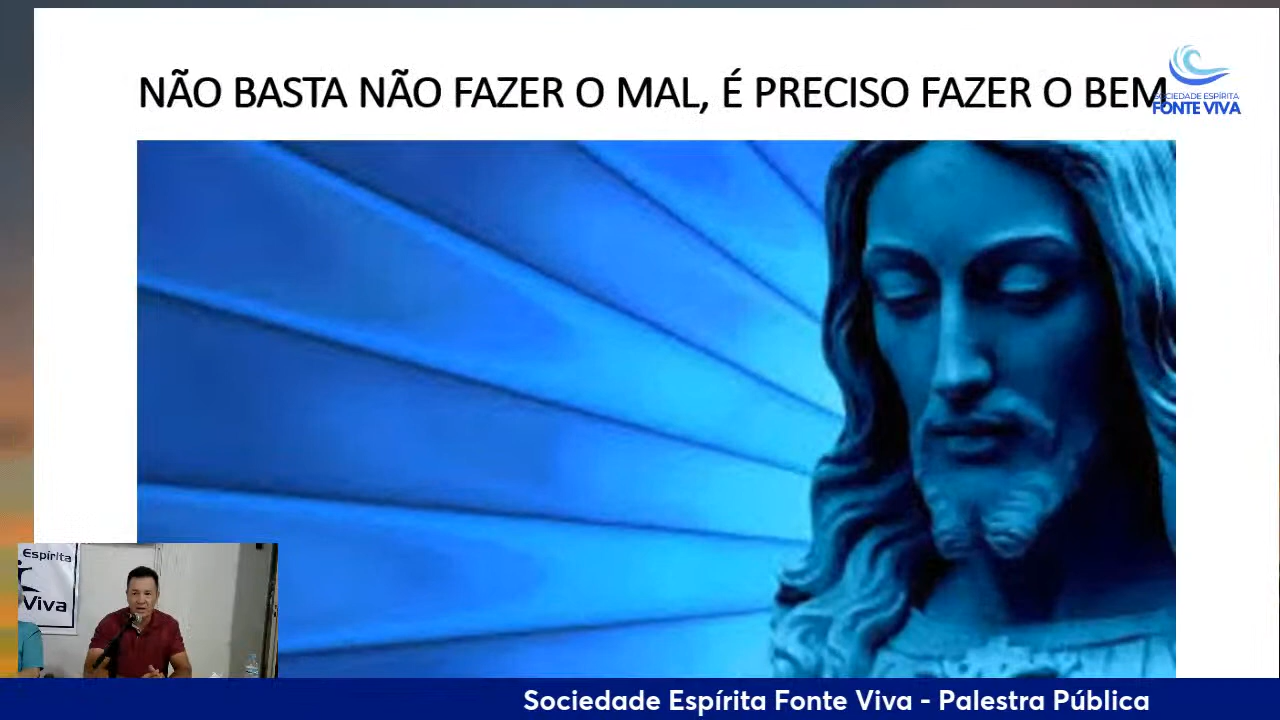 NÃO BASTA NÃO FAZER O MAL, É PRECISO FAZER O BEM
SOCIEDADE ESPÍRITA
FONTE VIVA
Espírita
Viva
Sociedade Espírita Fonte Viva - Palestra Pública